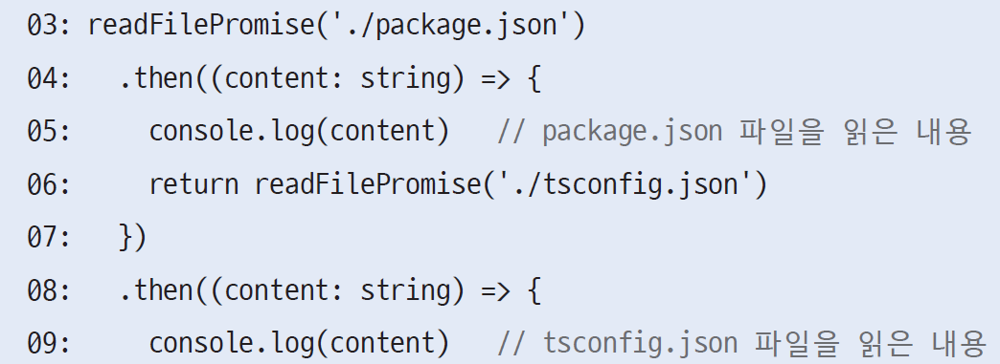 03: readFilePromise('./package.json')
04:   .then((content: string) => {
05:     console.log(content)   // package.json 파일을 읽은 내용
06:     return readFilePromise('./tsconfig.json')
07:   })
08:   .then((content: string) => {
09:     console.log(content)   // tsconfig.json 파일을 읽은 내용